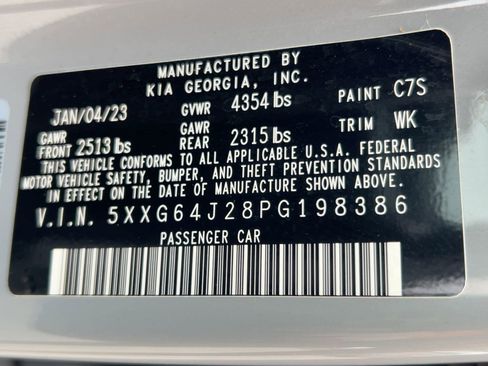 MANUFACTURED BY
KIA GEORGIA, INC.
JAN/04/23 GVWR 4354 lbs PAINT C7S
GAWR FRONT 2513 lbs GAWR REAR 2315 lbs TRIM WK
THIS VEHICLE CONFORMS TO ALL APPLICABLE U.S.A. FEDERAL
MOTOR VEHICLE SAFETY, BUMPER, AND THEFT PREVENTION STANDARDS
IN EFFECT ON THE DATE OF MANUFACTURE SHOWN ABOVE.
V.I.N. 5XXG64J28PG198386
PASSENGER CAR